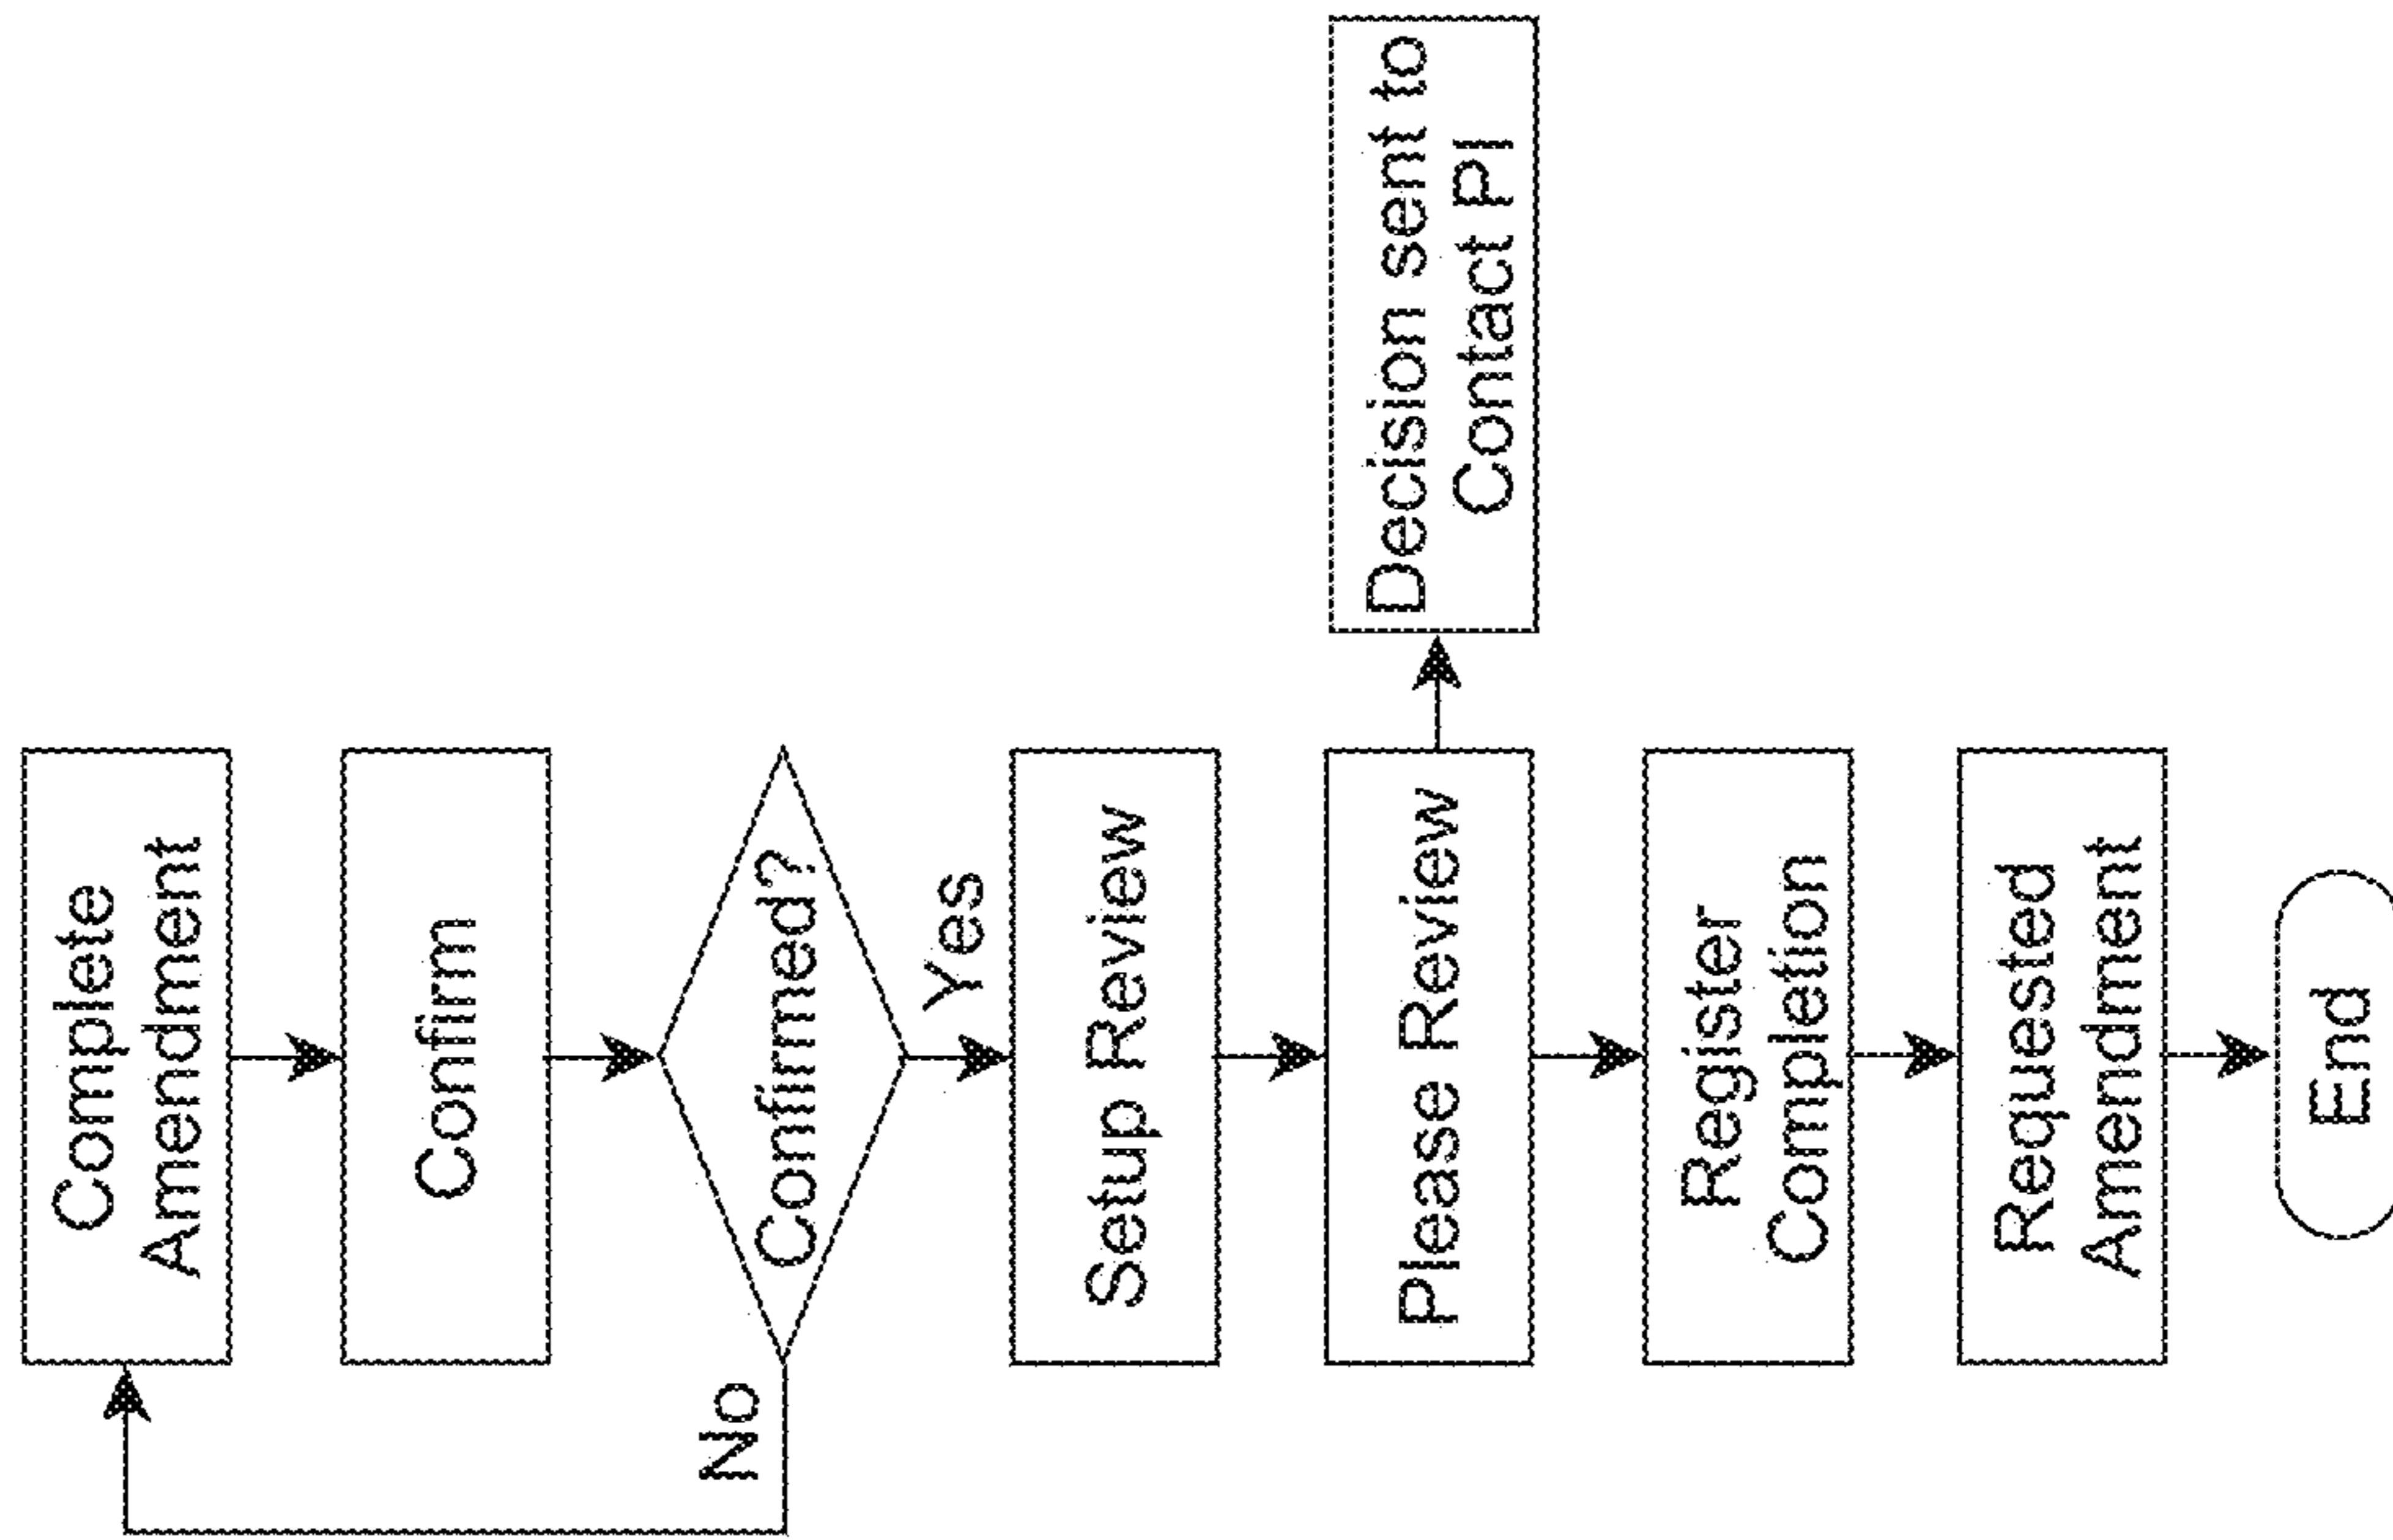 Complete
Amendment
Confirm
Confirmed?
No
Yes
Setup Review
Please Review
Decision sent to
Contact PI
Register
Completion
Requested
Amendment
End